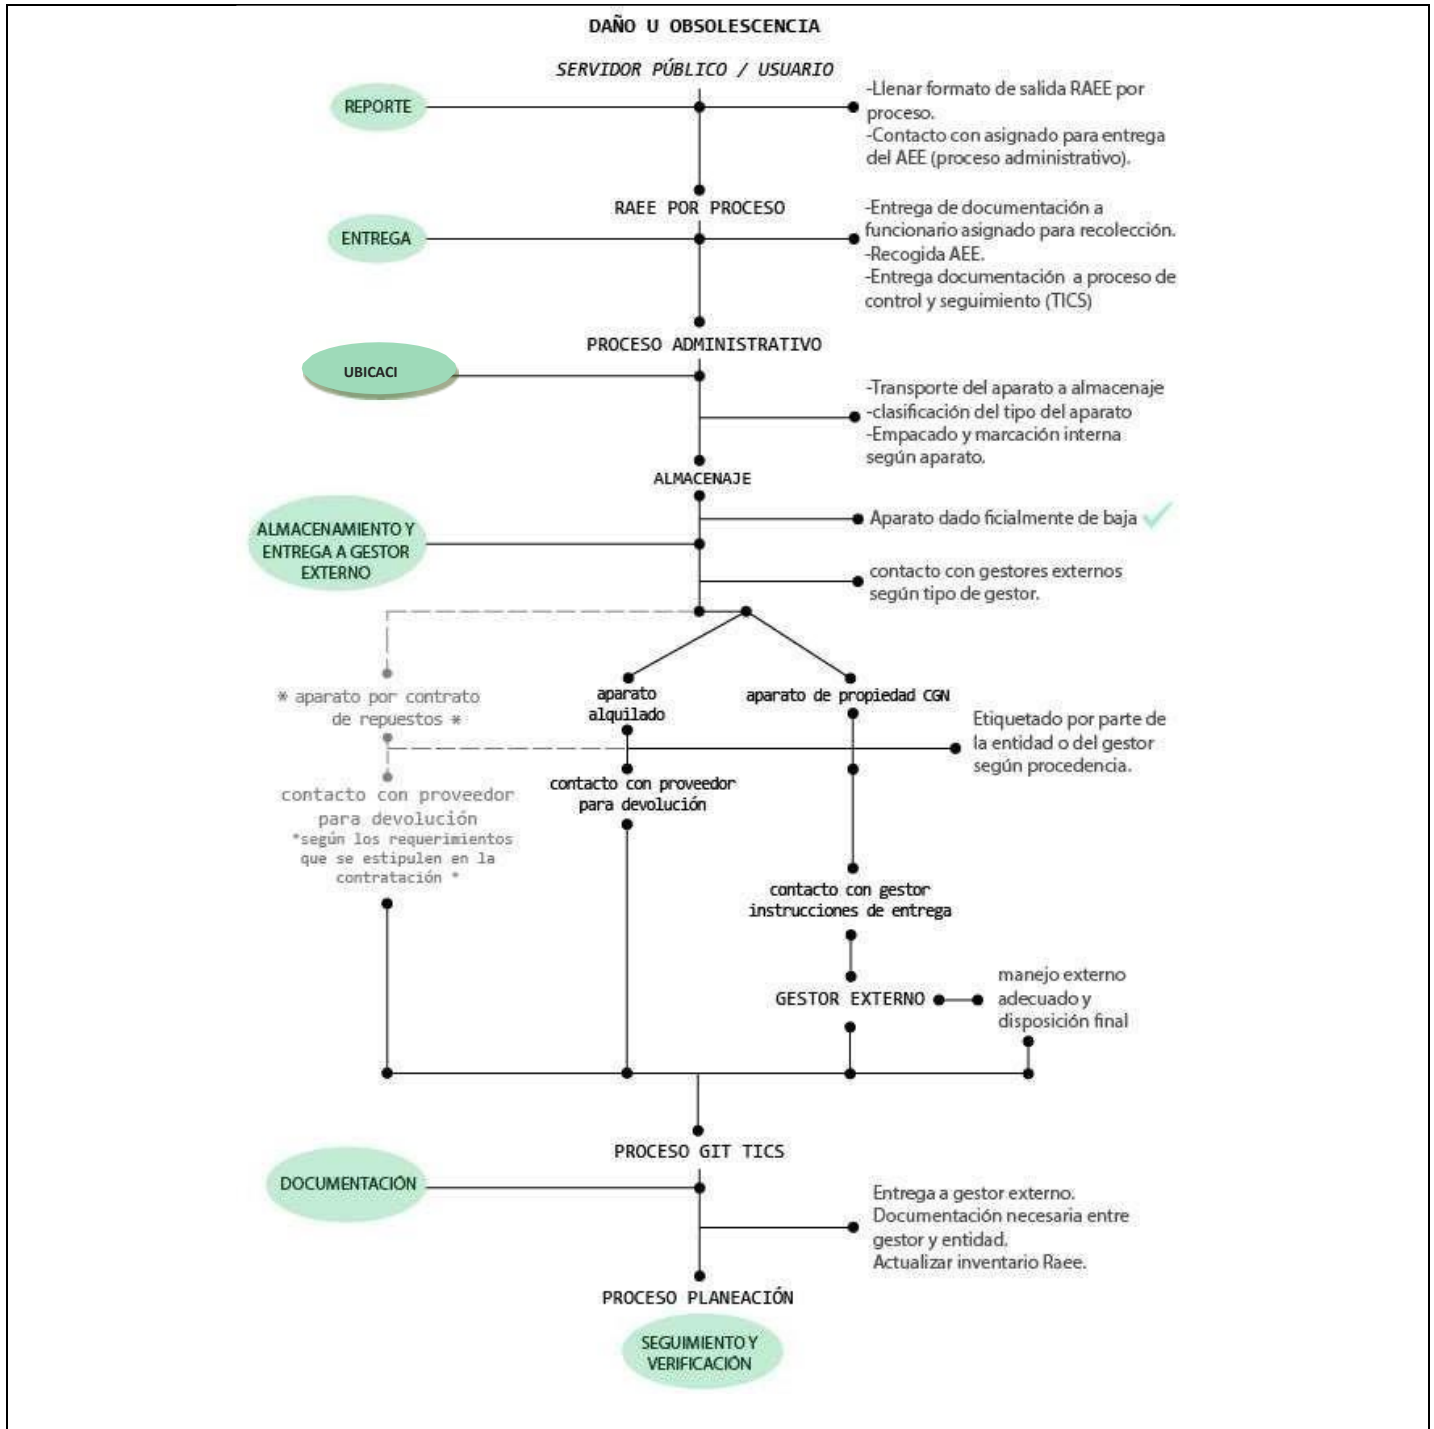 DAÑO U OBSOLESCENCIA
SERVIDOR PÚBLICO / USUARIO
REPORTE
-Llenar formato de salida RAEE por
proceso.
-Contacto con asignado para entrega
del AEE (proceso administrativo).
RAEE POR PROCESO
ENTREGA
-Entrega de documentación a
funcionario asignado para recolección.
-Recogida AEE.
-Entrega documentación a proceso de
control y seguimiento (TICS)
PROCESO ADMINISTRATIVO
UBICACI
-Transporte del aparato a almacenaje
-clasificación del tipo del aparato
-Empacado y marcación interna
según aparato.
ALMACENAJE
ALMACENAMIENTO Y
ENTREGA A GESTOR
EXTERNO
Aparato dado ficialmente de baja
contacto con gestores externos
según tipo de gestor.
* aparato por contrato
de repuestos *
aparato
alquilado
aparato de propiedad CGN
Etiquetado por parte de
la entidad o del gestor
según procedencia.
contacto con proveedor
para devolución
*según los requerimientos
que se estipulen en la
contratación *
contacto con proveedor
para devolución
contacto con gestor
instrucciones de entrega
GESTOR EXTERNO
manejo externo
adecuado y
disposición final
PROCESO GIT TICS
DOCUMENTACIÓN
Entrega a gestor externo.
Documentación necesaria entre
gestor y entidad.
Actualizar inventario Raee.
PROCESO PLANEACIÓN
SEGUIMIENTO Y
VERIFICACIÓN